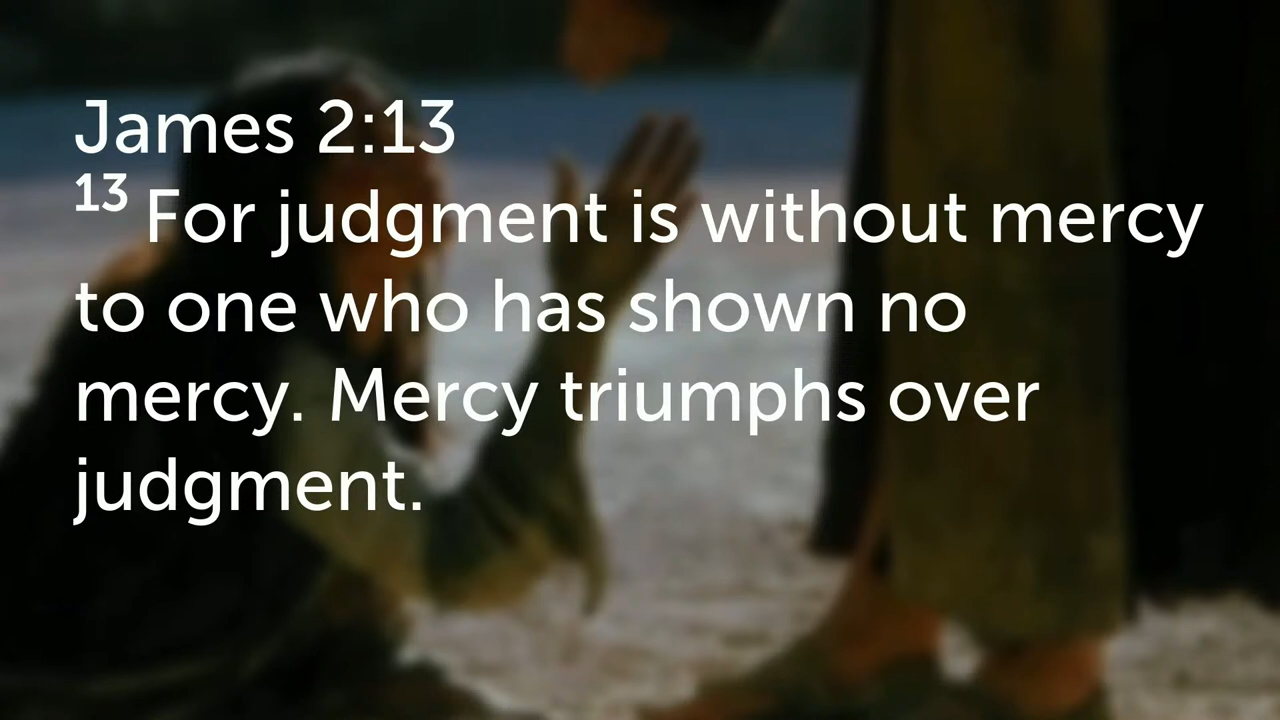 James 2:13
13 For judgment is without mercy
to one who has shown no
mercy. Mercy triumphs over
judgment.